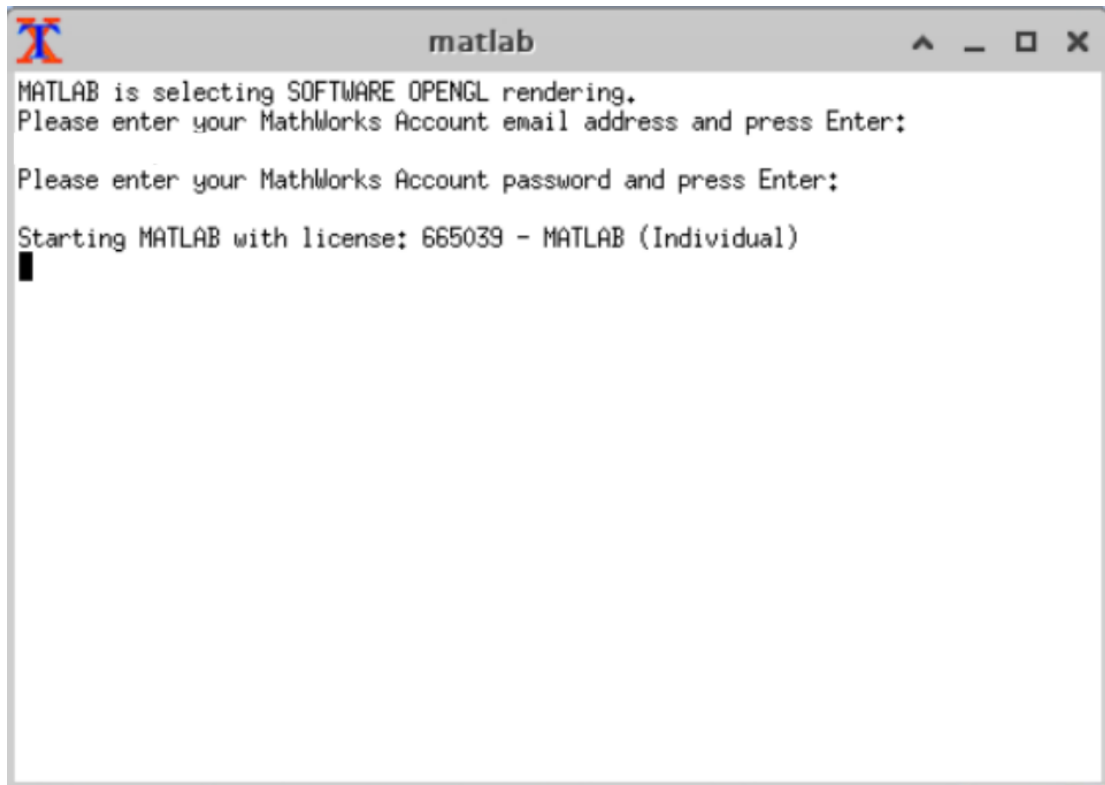 matlab
MATLAB is selecting SOFTWARE OPENGL rendering.
Please enter your MathWorks Account email address and press Enter:
Please enter your MathWorks Account password and press Enter:
Starting MATLAB with license: 665039 - MATLAB (Individual)